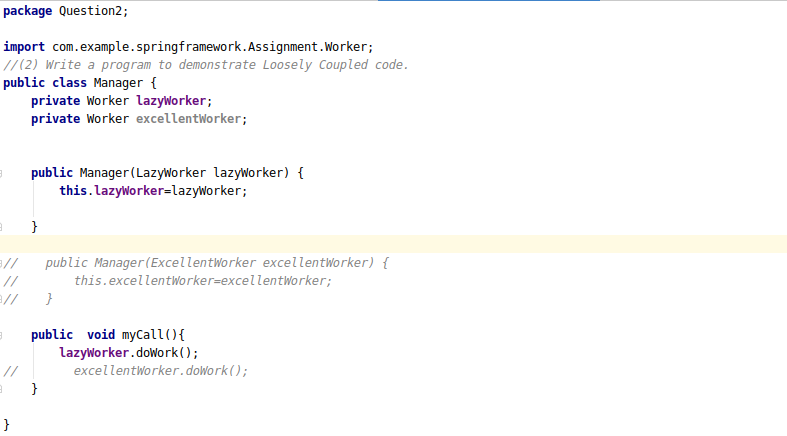 package Question2;
import com.example.springframework.Assignment.Worker;
//(2) Write a program to demonstrate Loosely Coupled code.
public class Manager {
    private Worker lazyWorker;
    private Worker excellentWorker;
    public Manager(LazyWorker lazyWorker) {
        this.lazyWorker=lazyWorker;
    }
//    public Manager(ExcellentWorker excellentWorker) {
//        this.excellentWorker=excellentWorker;
//    }
    public  void myCall(){
        lazyWorker.doWork();
//        excellentWorker.doWork();
    }
}